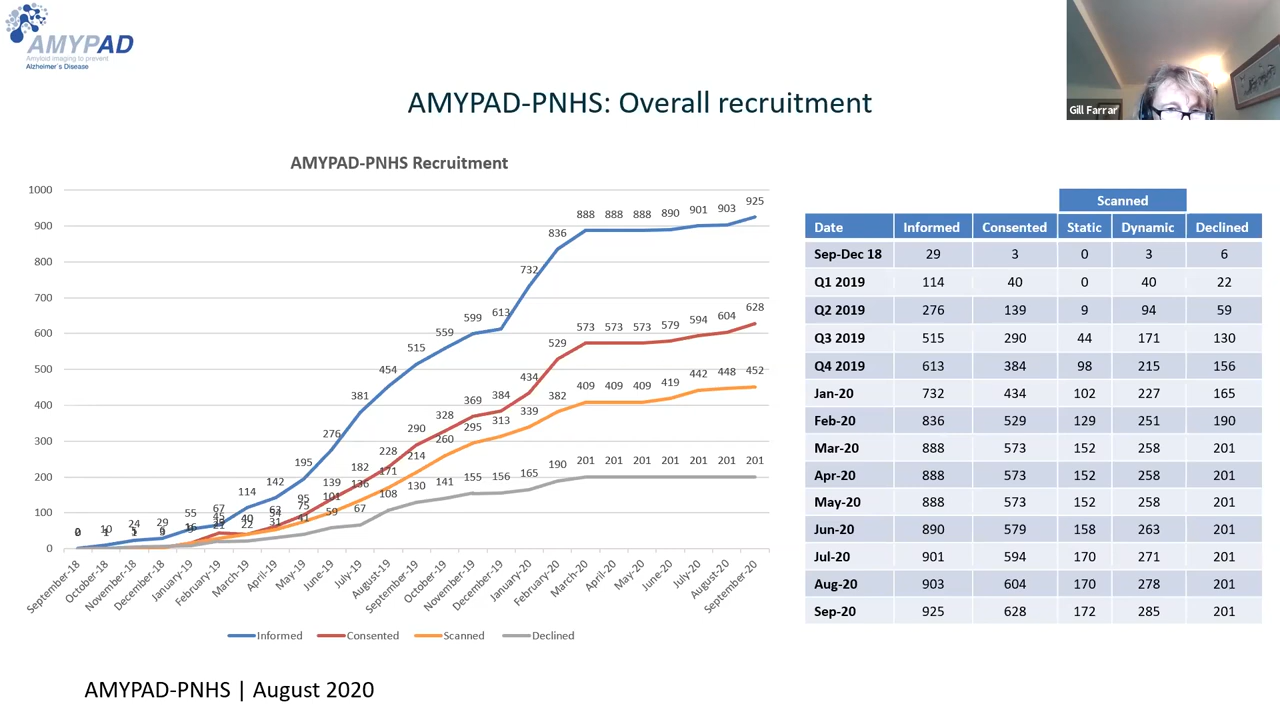 AMYPAD
Amyloid imaging to prevent
Alzheimer's Disease
Gill Farrar
AMYPAD-PNHS: Overall recruitment
AMYPAD-PNHS Recruitment
1000
900
800
700
600
500
400
300
200
100
0
10 24 29 55 67 114 142 195 276 381 454 515 559 599 613 732 836 888 888 888 890 901 903 925
40 63 95 139 182 228 290 328 369 384 434 529 573 573 573 579 594 604 628
54 75 101 136 171 214 260 295 313 339 382 409 409 409 419 442 448 452
22 31 41 59 67 108 130 141 155 156 165 190 201 201 201 201 201 201 201
September-18 October-18 November-18 December-18 January-19 February-19 March-19 April-19 May-19 June-19 July-19 August-19 September-19 October-19 November-19 December-19 January-20 February-20 March-20 April-20 May-20 June-20 July-20 August-20 September-20
Informed Consented Scanned Declined
Scanned
Date Informed Consented Static Dynamic Declined
Sep-Dec 18 29 3 0 3 6
Q1 2019 114 40 0 40 22
Q2 2019 276 139 9 94 59
Q3 2019 515 290 44 171 130
Q4 2019 613 384 98 215 156
Jan-20 732 434 102 227 165
Feb-20 836 529 129 251 190
Mar-20 888 573 152 258 201
Apr-20 888 573 152 258 201
May-20 888 573 152 258 201
Jun-20 890 579 158 263 201
Jul-20 901 594 170 271 201
Aug-20 903 604 170 278 201
Sep-20 925 628 172 285 201
AMYPAD-PNHS | August 2020